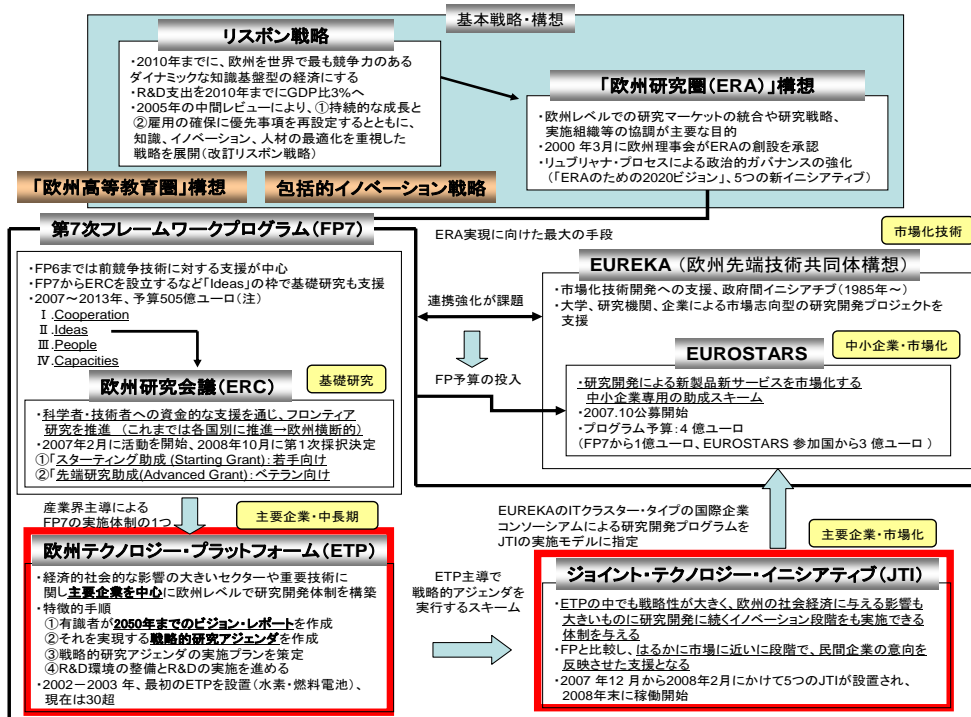 基本戦略・構想
リスボン戦略
・2010年までに、欧州を世界で最も競争力のある
ダイナミックな知識基盤型の経済にする
・R&D支出を2010年までにGDP比3%へ
・2005年の中間レビューにより、①持続的な成長と
②雇用の確保に優先事項を再設定するとともに、
知識、イノベーション、人材の最適化を重視した
戦略を展開（改訂リスボン戦略）
「欧州研究圏（ERA）」構想
・欧州レベルでの研究マーケットの統合や研究戦略、
実施組織等の協調が主要な目的
・2000 年3月に欧州理事会がERAの創設を承認
・リュブリャナ・プロセスによる政治的ガバナンスの強化
（「ERAのための2020ビジョン」、5つの新イニシアティブ）
「欧州高等教育圏」構想
包括的イノベーション戦略
第7次フレームワークプログラム（FP7）
ERA実現に向けた最大の手段
市場化技術
・FP6までは前競争技術に対する支援が中心
・FP7からERCを設立するなど「Ideas」の枠で基礎研究も支援
・2007～2013年、予算505億ユーロ（注）
Ⅰ.Cooperation
Ⅱ.Ideas
Ⅲ.People
Ⅳ.Capacities
連携強化が課題
FP予算の投入
EUREKA（欧州先端技術共同体構想）
・市場化技術開発への支援、政府間イニシアチブ（1985年～）
・大学、研究機関、企業による市場志向型の研究開発プロジェクトを
支援
EUROSTARS
中小企業・市場化
・研究開発による新製品新サービスを市場化する
中小企業専用の助成スキーム
・2007.10公募開始
・プログラム予算：4 億ユーロ
（FP7から1億ユーロ、EUROSTARS 参加国から3 億ユーロ ）
欧州研究会議（ERC）
基礎研究
・科学者・技術者への資金的な支援を通じ、フロンティア
研究を推進 （これまでは各国別に推進→欧州横断的）
・2007年2月に活動を開始、2008年10月に第1次採択決定
①「スターティング助成 (Starting Grant)：若手向け
②「先端研究助成(Advanced Grant)：ベテラン向け
産業界主導による
FP7の実施体制の1つ
主要企業・中長期
EUREKAのITクラスター・タイプの国際企業
コンソーシアムによる研究開発プログラムを
JTIの実施モデルに指定
主要企業・市場化
欧州テクノロジー・プラットフォーム（ETP）
・経済的社会的な影響の大きいセクターや重要技術に
関し主要企業を中心に欧州レベルで研究開発体制を構築
・特徴的手順
①有識者が2050年までのビジョン・レポートを作成
②それを実現する戦略的研究アジェンダを作成
③戦略的研究アジェンダの実施プランを策定
④R&D環境の整備とR&Dの実施を進める
・2002－2003 年、最初のETPを設置（水素・燃料電池）、
現在は30超
ETP主導で
戦略的アジェンダを
実行するスキーム
ジョイント・テクノロジー・イニシアティブ（JTI）
・ETPの中でも戦略性が大きく、欧州の社会経済に与える影響も
大きいものに研究開発に続くイノベーション段階をも実施できる
体制を与える
・FPと比較し、はるかに市場に近いに段階で、民間企業の意向を
反映させた支援となる
・2007 年12 月から2008年2月にかけて5つのJTIが設置され、
2008年末に稼働開始